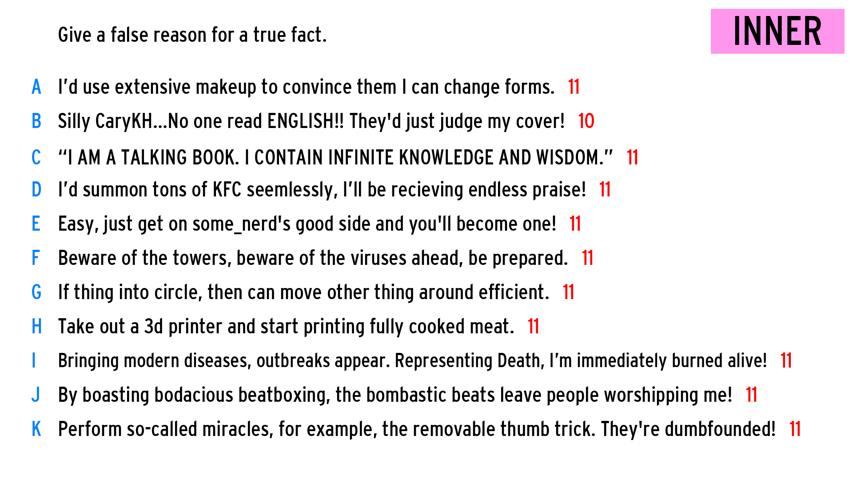 INNER
Give a false reason for a true fact.
A I'd use extensive makeup to convince them I can change forms. 11
B Silly CaryKH...No one read ENGLISH!! They'd just judge my cover! 10
C “I AM A TALKING BOOK. I CONTAIN INFINITE KNOWLEDGE AND WISDOM.” 11
D I'd summon tons of KFC seemlessly, I'll be recieving endless praise! 11
E Easy, just get on some_nerd's good side and you'll become one! 11
F Beware of the towers, beware of the viruses ahead, be prepared. 11
G If thing into circle, then can move other thing around efficient. 11
H Take out a 3d printer and start printing fully cooked meat. 11
I Bringing modern diseases, outbreaks appear. Representing Death, I'm immediately burned alive! 11
J By boasting bodacious beatboxing, the bombastic beats leave people worshipping me! 11
K Perform so-called miracles, for example, the removable thumb trick. They're dumbfounded! 11